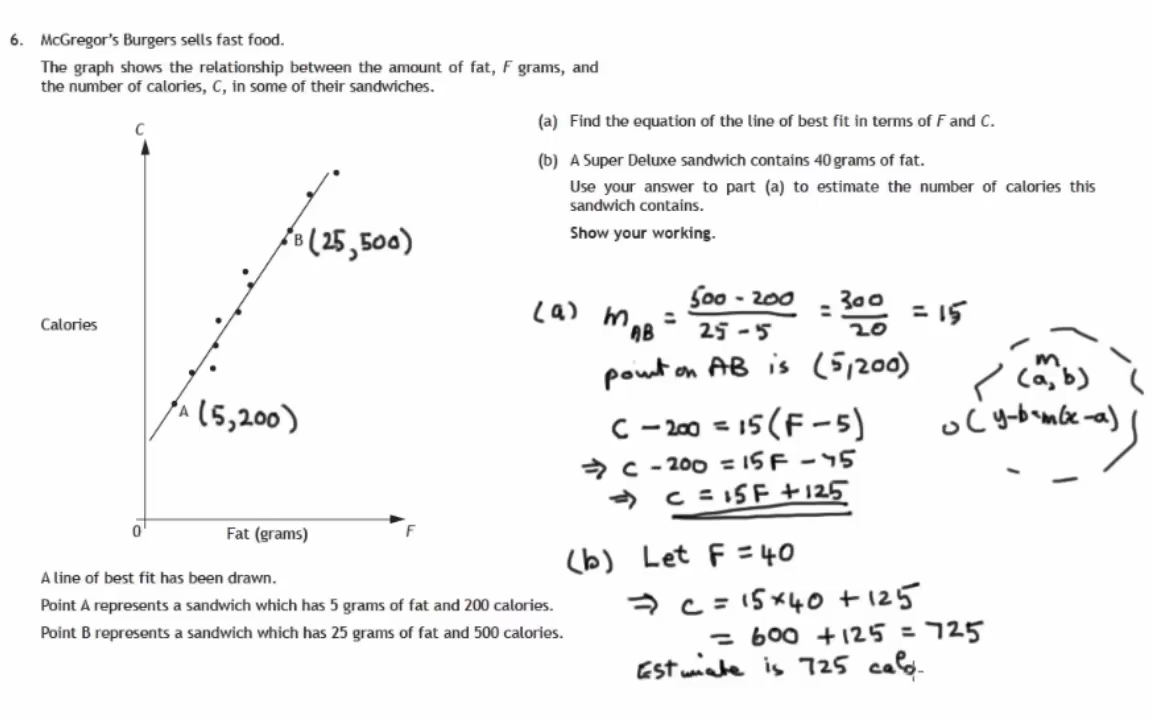 6. McGregor's Burgers sells fast food.
The graph shows the relationship between the amount of fat, F grams, and
the number of calories, C, in some of their sandwiches.
C
Calories
B (25,500)
A (5,200)
0
Fat (grams)
F
A line of best fit has been drawn.
Point A represents a sandwich which has 5 grams of fat and 200 calories.
Point B represents a sandwich which has 25 grams of fat and 500 calories.
(a) Find the equation of the line of best fit in terms of F and C.
(b) A Super Deluxe sandwich contains 40 grams of fat.
Use your answer to part (a) to estimate the number of calories this
sandwich contains.
Show your working.
(a) m_AB = (500 - 200)/(25 - 5) = 300/20 = 15
point on AB is (5,200)
C - 200 = 15(F - 5)
⇒ C - 200 = 15F - 75
⇒ C = 15F + 125
m
(a, b)
y-b=m(x-a)
(b) Let F = 40
⇒ C = 15×40 + 125
= 600 + 125 = 725
Estimate is 725